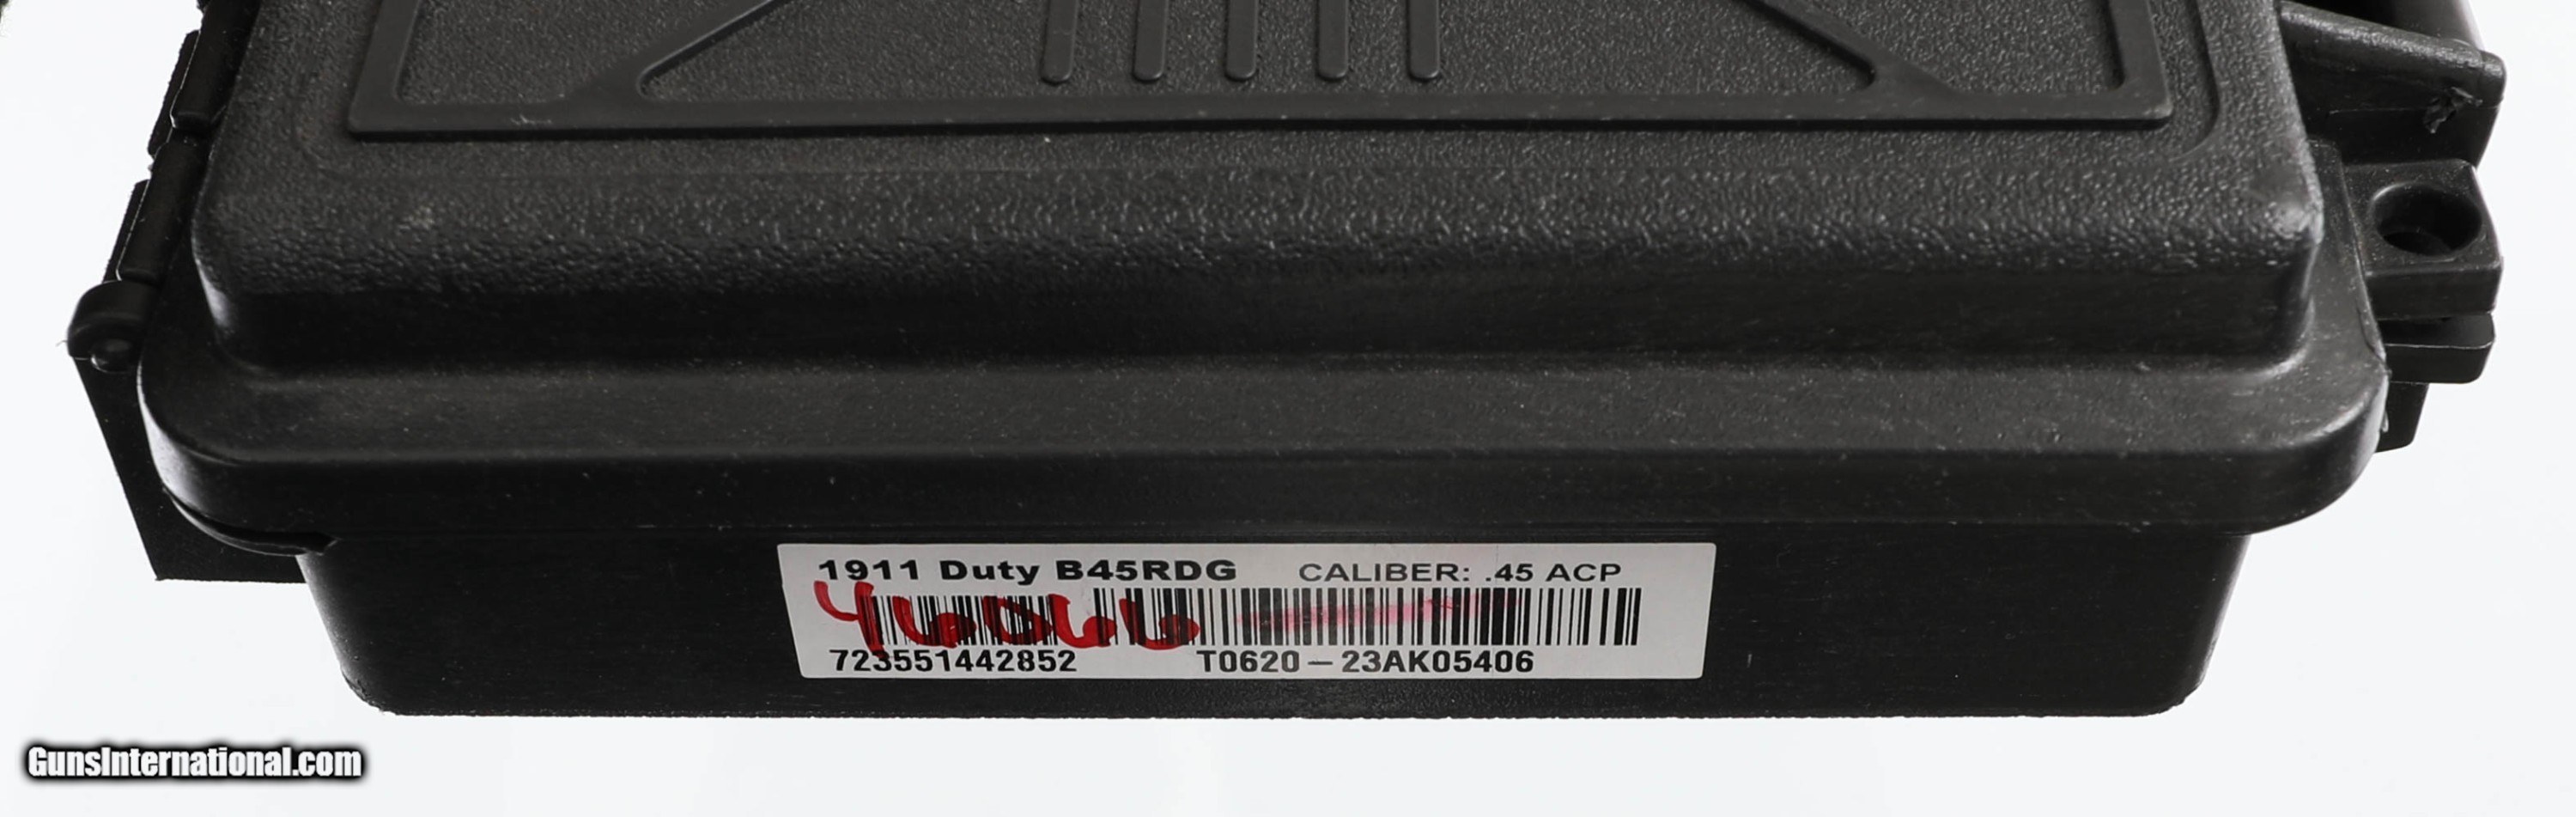 1911 Duty B45RDG CALIBER: .45 ACP
46066
723551442852 T0620-23AK05406
GunsInternational.com